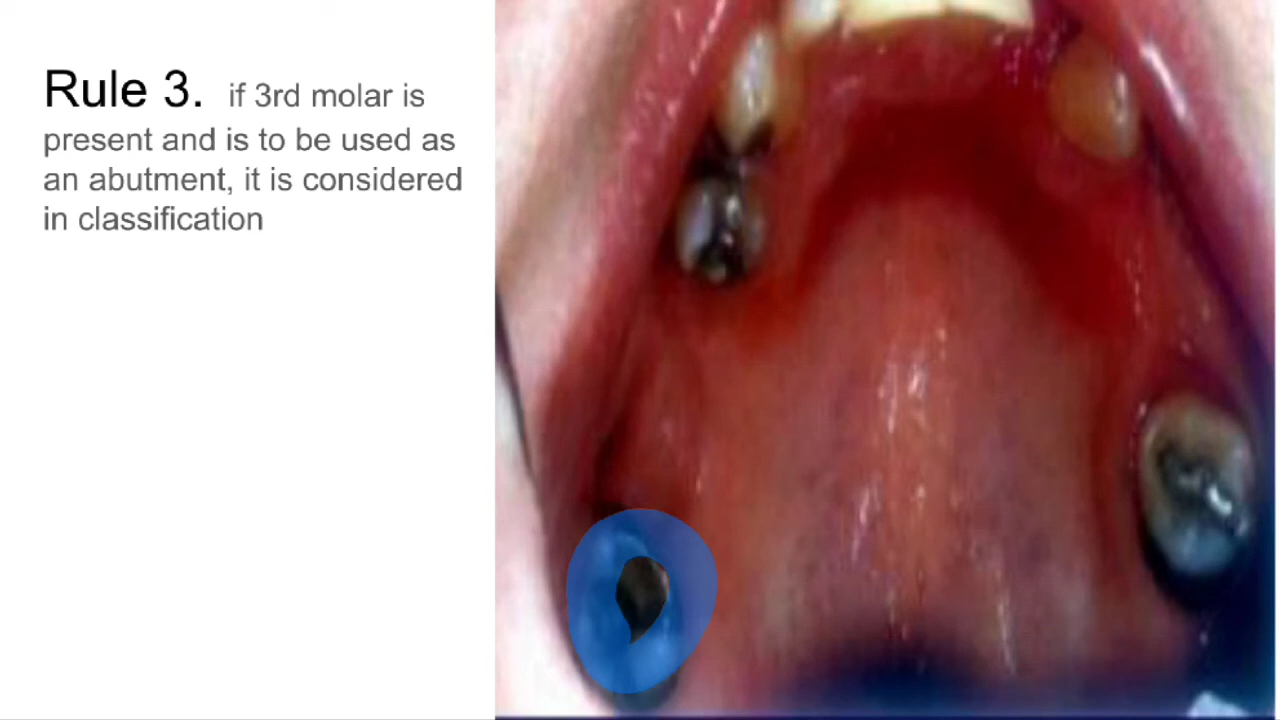 Rule 3. if 3rd molar is
present and is to be used as
an abutment, it is considered
in classification